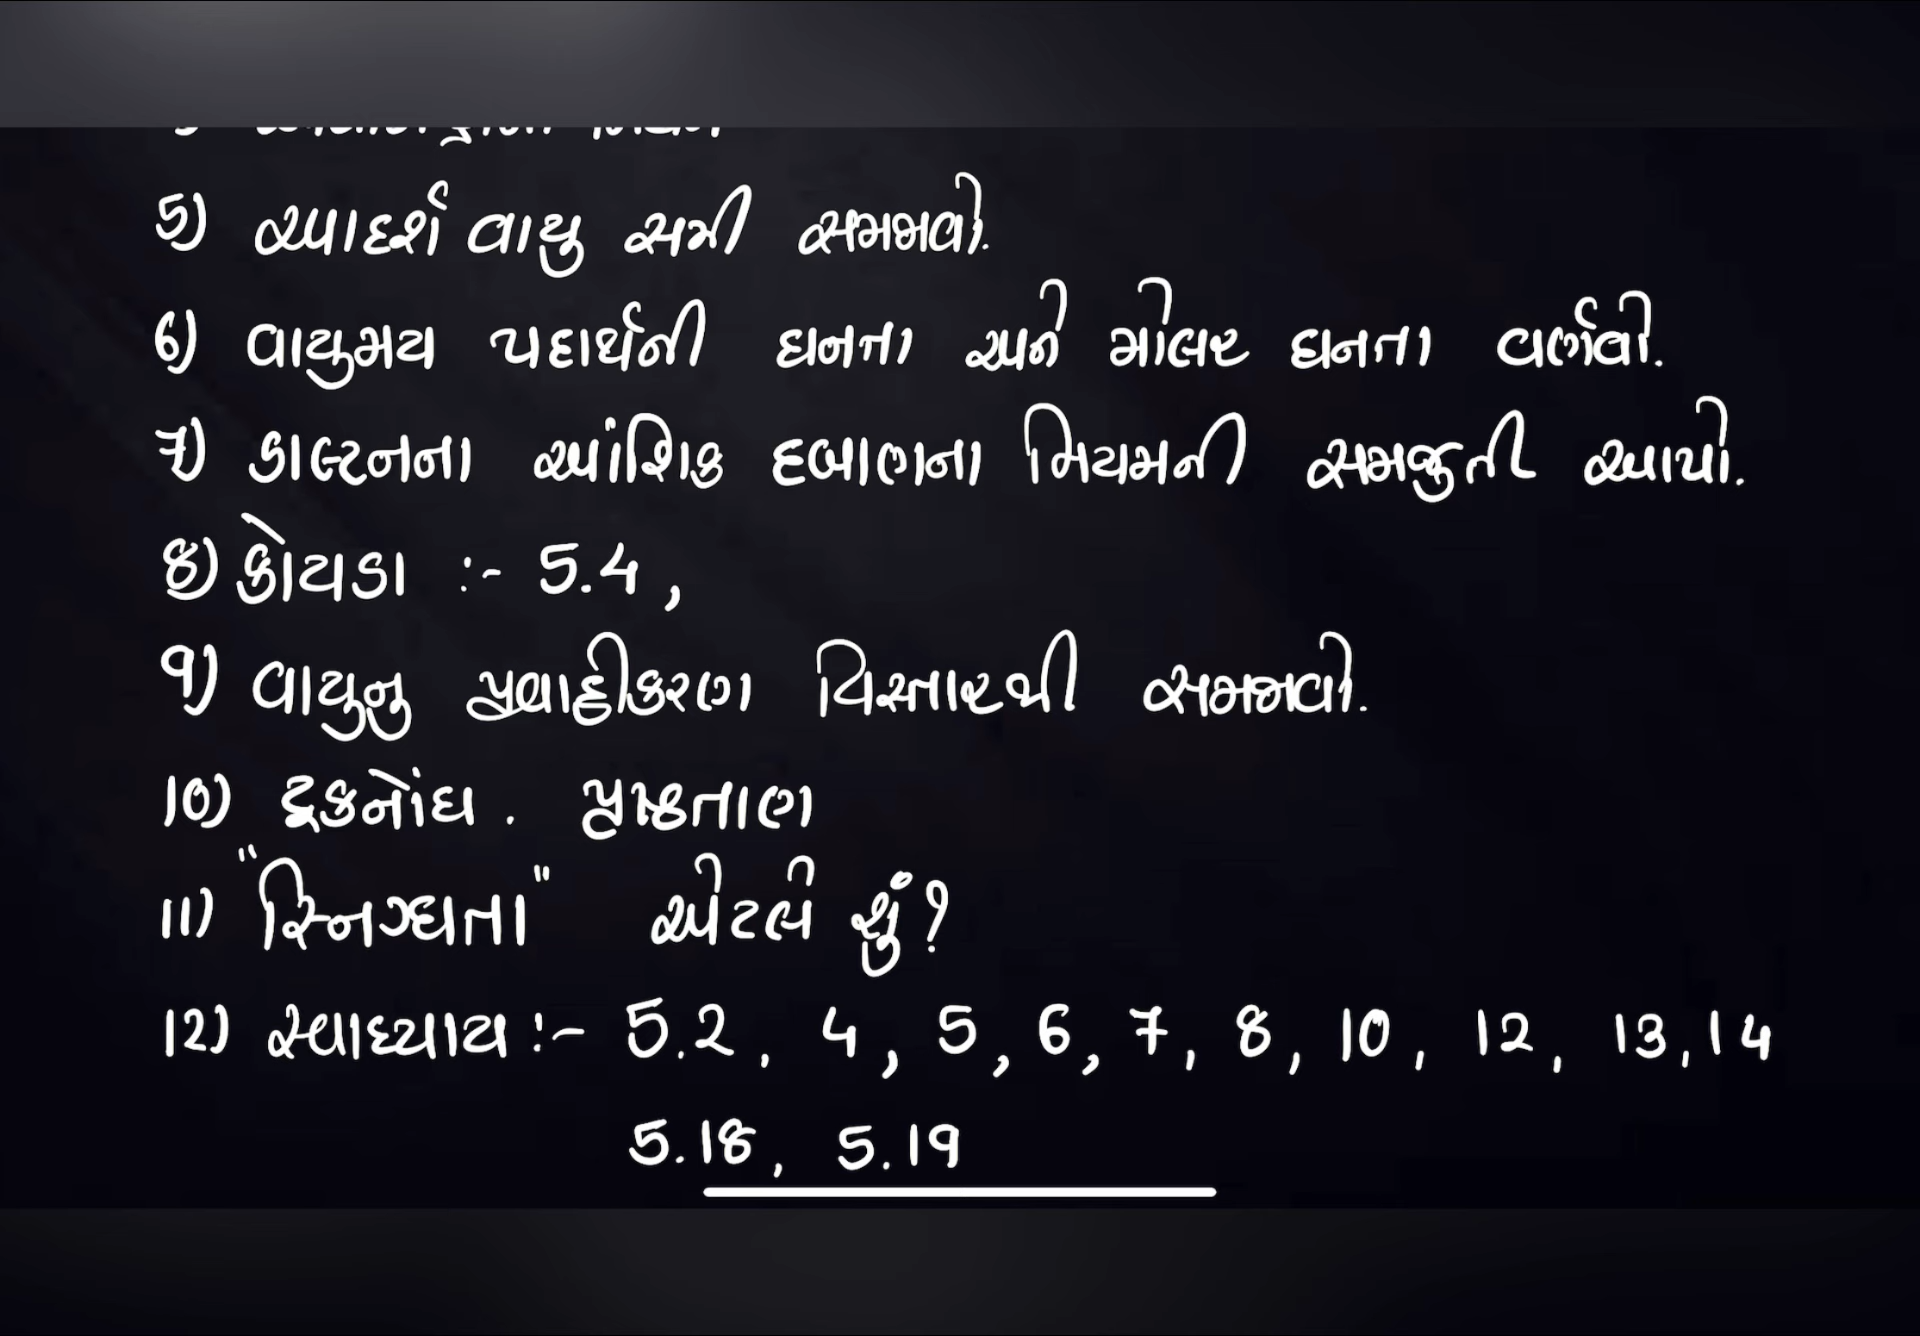 5) આદર્શ વાયુ સમી સમજાવો.
6) વાયુમય પદાર્થની ઘનતા અને મોલર ઘનતા વર્ણવો.
7) ડાલ્ટનના આંશિક દબાણના નિયમની સમજુતી આપો.
8) કોયડા :- 5.4,
9) વાયુનુ પ્રવાહીકરણ વિસ્તારથી સમજાવો.
10) ટૂંકનોંધ. પૃષ્ઠતાણ
11) "સ્નિગ્ધતા" એટલે શું?
12) સ્વાધ્યાય :- 5.2, 4, 5, 6, 7, 8, 10, 12, 13, 14
5.18, 5.19